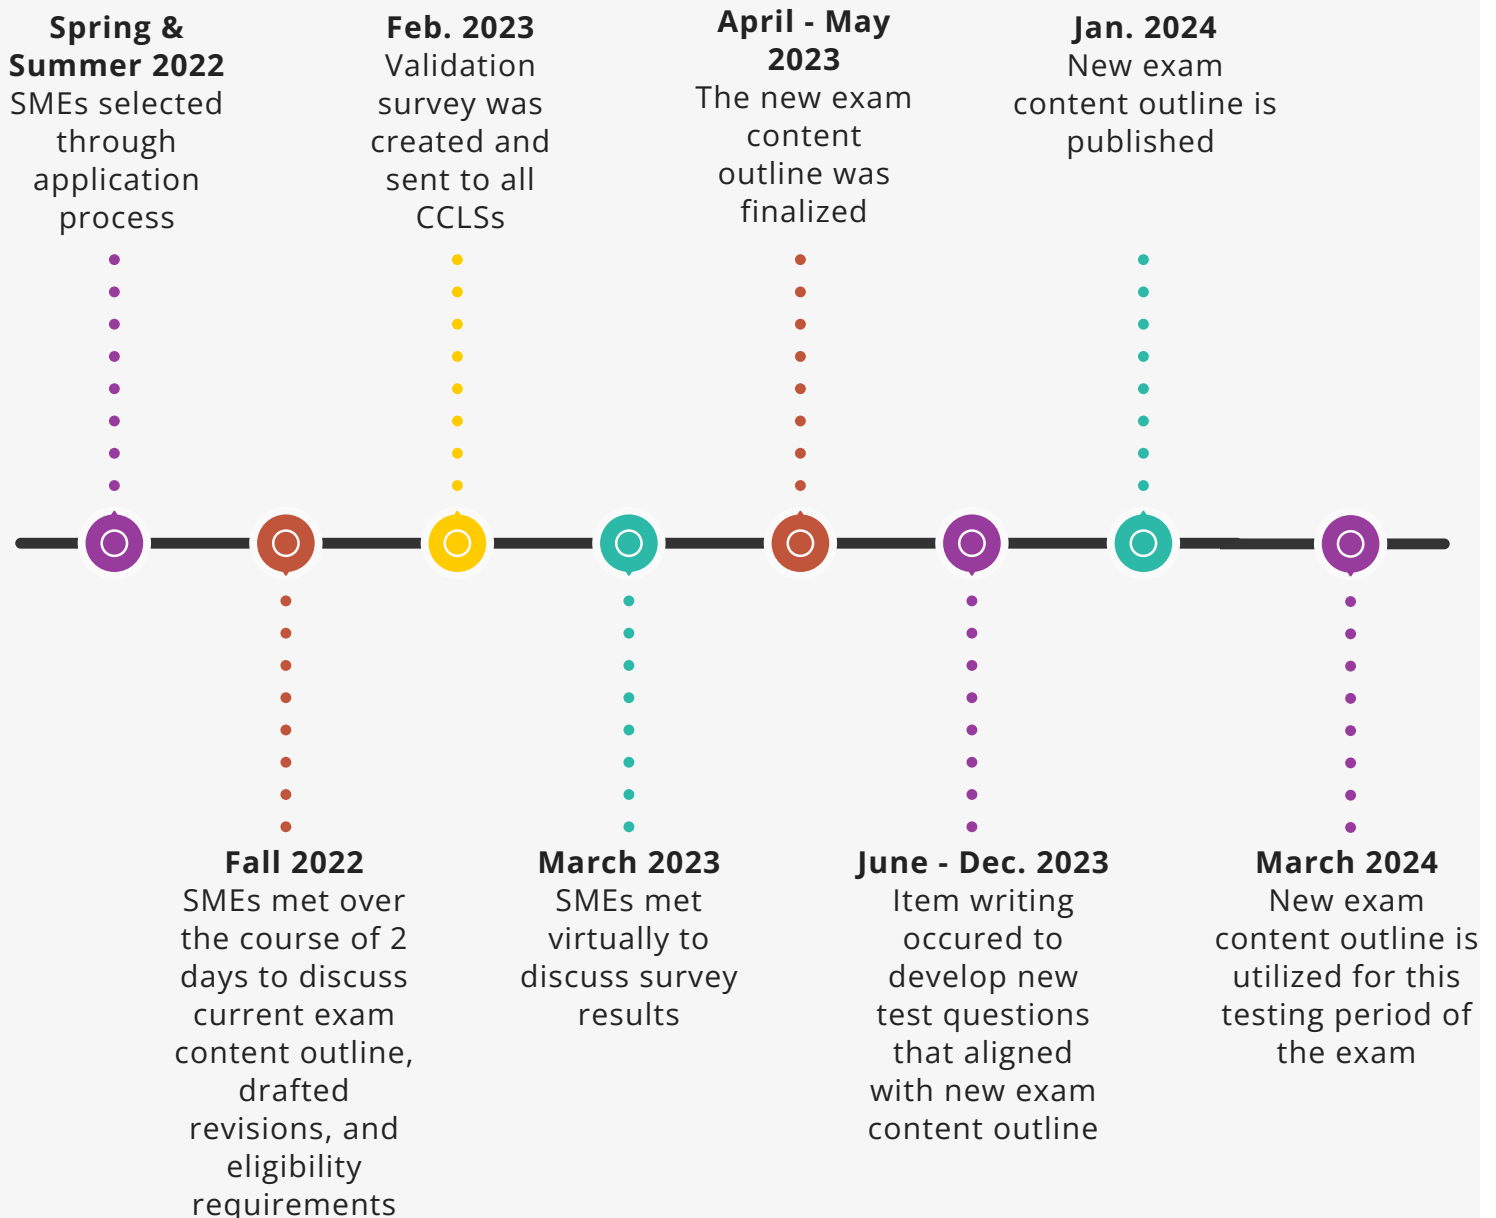 Spring &
Summer 2022
SMEs selected
through
application
process
Fall 2022
SMEs met over
the course of 2
days to discuss
current exam
content outline,
drafted
revisions, and
eligibility
requirements
Feb. 2023
Validation
survey was
created and
sent to all
CCLSs
March 2023
SMEs met
virtually to
discuss survey
results
April - May
2023
The new exam
content
outline was
finalized
June - Dec. 2023
Item writing
occured to
develop new
test questions
that aligned
with new exam
content outline
Jan. 2024
New exam
content outline is
published
March 2024
New exam
content outline is
utilized for this
testing period of
the exam